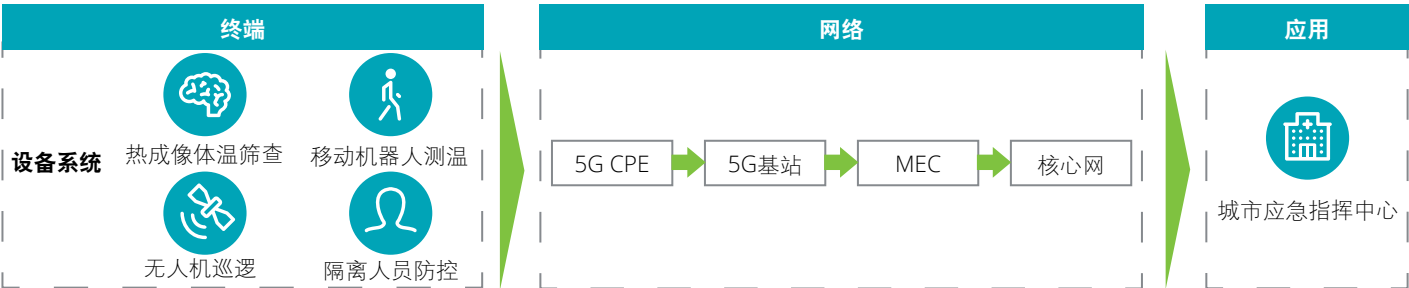 终端
网络
应用
设备系统
热成像体温筛查
移动机器人测温
无人机巡逻
隔离人员防控
5G CPE
5G基站
MEC
核心网
城市应急指挥中心